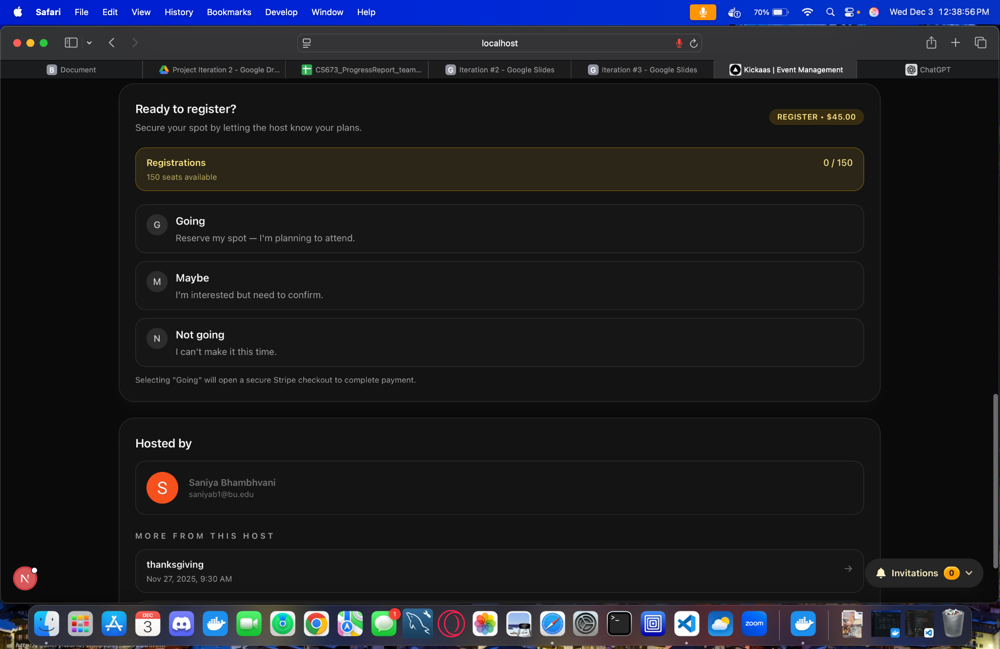 Safari File Edit View History Bookmarks Develop Window Help
70%
Wed Dec 3 12:38:56 PM
localhost
B Document
Project Iteration 2 - Google Dr...
CS673_ProgressReport_team...
G Iteration #2 - Google Slides
G Iteration #3 - Google Slides
Kickaas | Event Management
ChatGPT
Ready to register?
Secure your spot by letting the host know your plans.
REGISTER • $45.00
Registrations
0 / 150
150 seats available
G
Going
Reserve my spot — I'm planning to attend.
M
Maybe
I'm interested but need to confirm.
N
Not going
I can't make it this time.
Selecting "Going" will open a secure Stripe checkout to complete payment.
Hosted by
S
Saniya Bhambhvani
saniyab1@bu.edu
MORE FROM THIS HOST
thanksgiving
Nov 27, 2025, 9:30 AM
N
Invitations 0
DEC
3
1
zoom